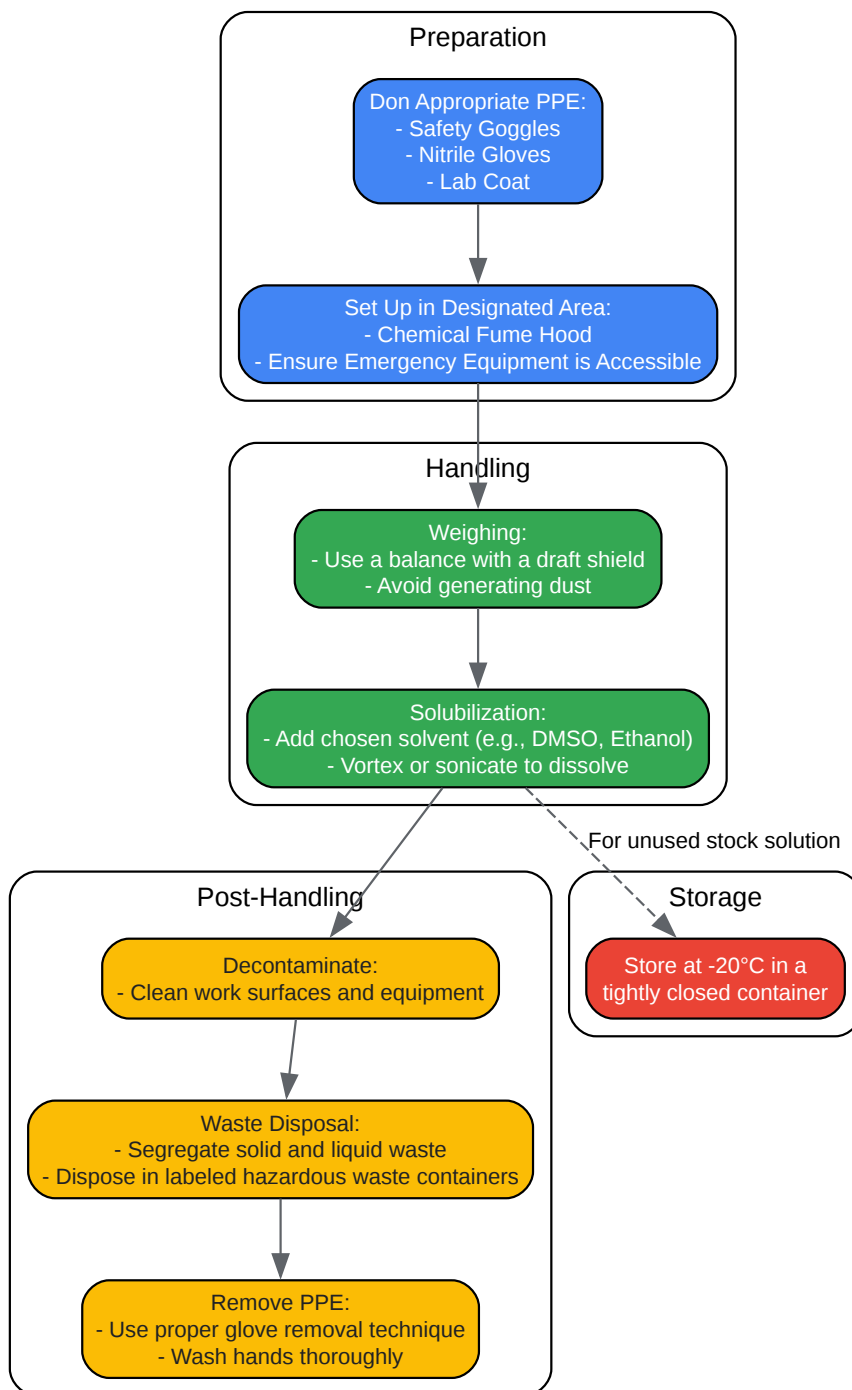 Preparation
Don Appropriate PPE:
- Safety Goggles
- Nitrile Gloves
- Lab Coat
Set Up in Designated Area:
- Chemical Fume Hood
- Ensure Emergency Equipment is Accessible
Handling
Weighing:
- Use a balance with a draft shield
- Avoid generating dust
Solubilization:
- Add chosen solvent (e.g., DMSO, Ethanol)
- Vortex or sonicate to dissolve
For unused stock solution
Post-Handling
Decontaminate:
- Clean work surfaces and equipment
Waste Disposal:
- Segregate solid and liquid waste
- Dispose in labeled hazardous waste containers
Remove PPE:
- Use proper glove removal technique
- Wash hands thoroughly
Storage
Store at -20°C in a
tightly closed container